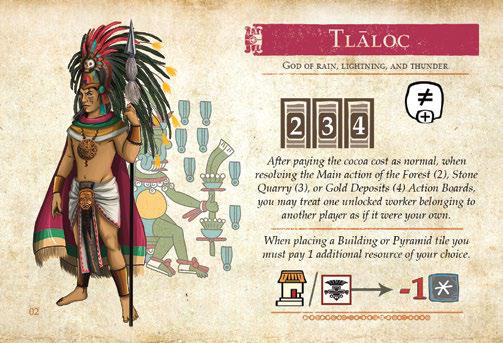 TLĀLOC
GOD OF RAIN, LIGHTNING, AND THUNDER
2 3 4
After paying the cocoa cost as normal, when
resolving the Main action of the Forest (2), Stone
Quarry (3), or Gold Deposits (4) Action Boards,
you may treat one unlocked worker belonging to
another player as if it were your own.
When placing a Building or Pyramid tile you
must pay 1 additional resource of your choice.
/ -1
02